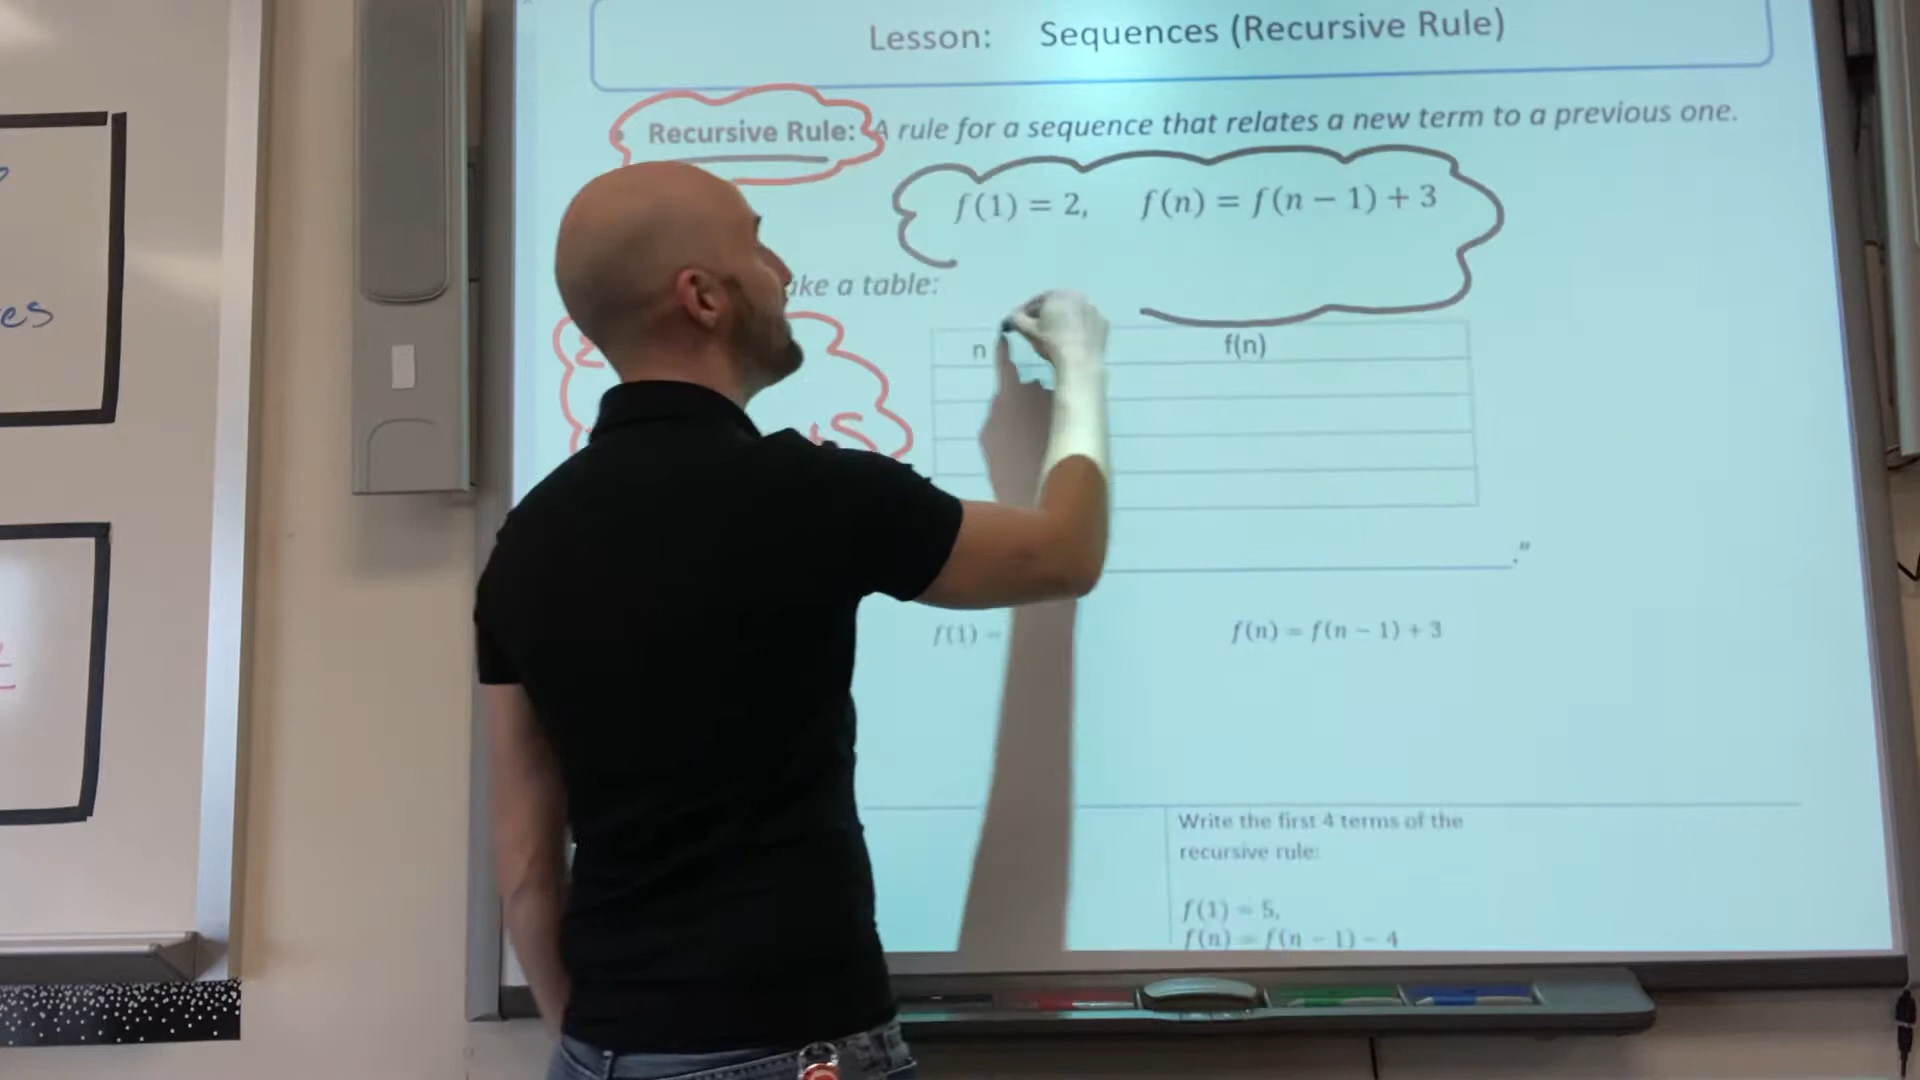 Lesson: Sequences (Recursive Rule)
Recursive Rule: A rule for a sequence that relates a new term to a previous one.
f(1) = 2, f(n) = f(n − 1) + 3
a table:
n f(n)
."
f(1) = f(n) = f(n − 1) + 3
Write the first 4 terms of the
recursive rule:
f(1) = 5,
f(n) = f(n − 1) − 4
es